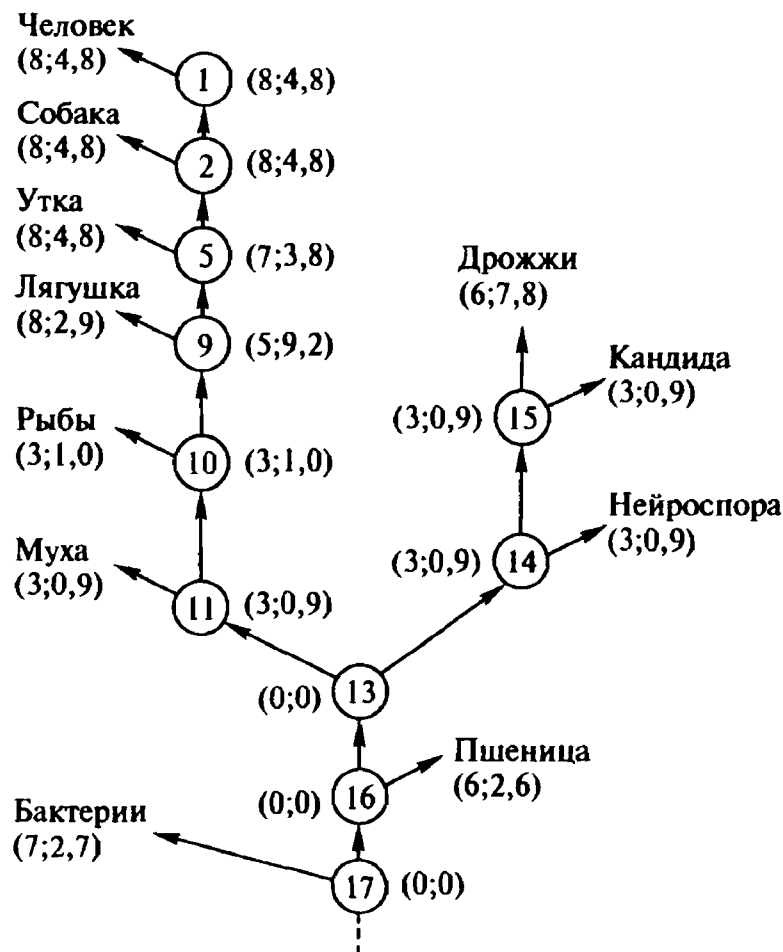 Человек
(8;4,8)
1 (8;4,8)
Собака
(8;4,8)
2 (8;4,8)
Утка
(8;4,8)
5 (7;3,8)
Лягушка
(8;2,9)
9 (5;9,2)
Дрожжи
(6;7,8)
Кандида
(3;0,9)
(3;0,9) 15
Рыбы
(3;1,0)
10 (3;1,0)
Нейроспора
(3;0,9)
(3;0,9) 14
Муха
(3;0,9)
11 (3;0,9)
(0;0) 13
Пшеница
(6;2,6)
(0;0) 16
Бактерии
(7;2,7)
17 (0;0)